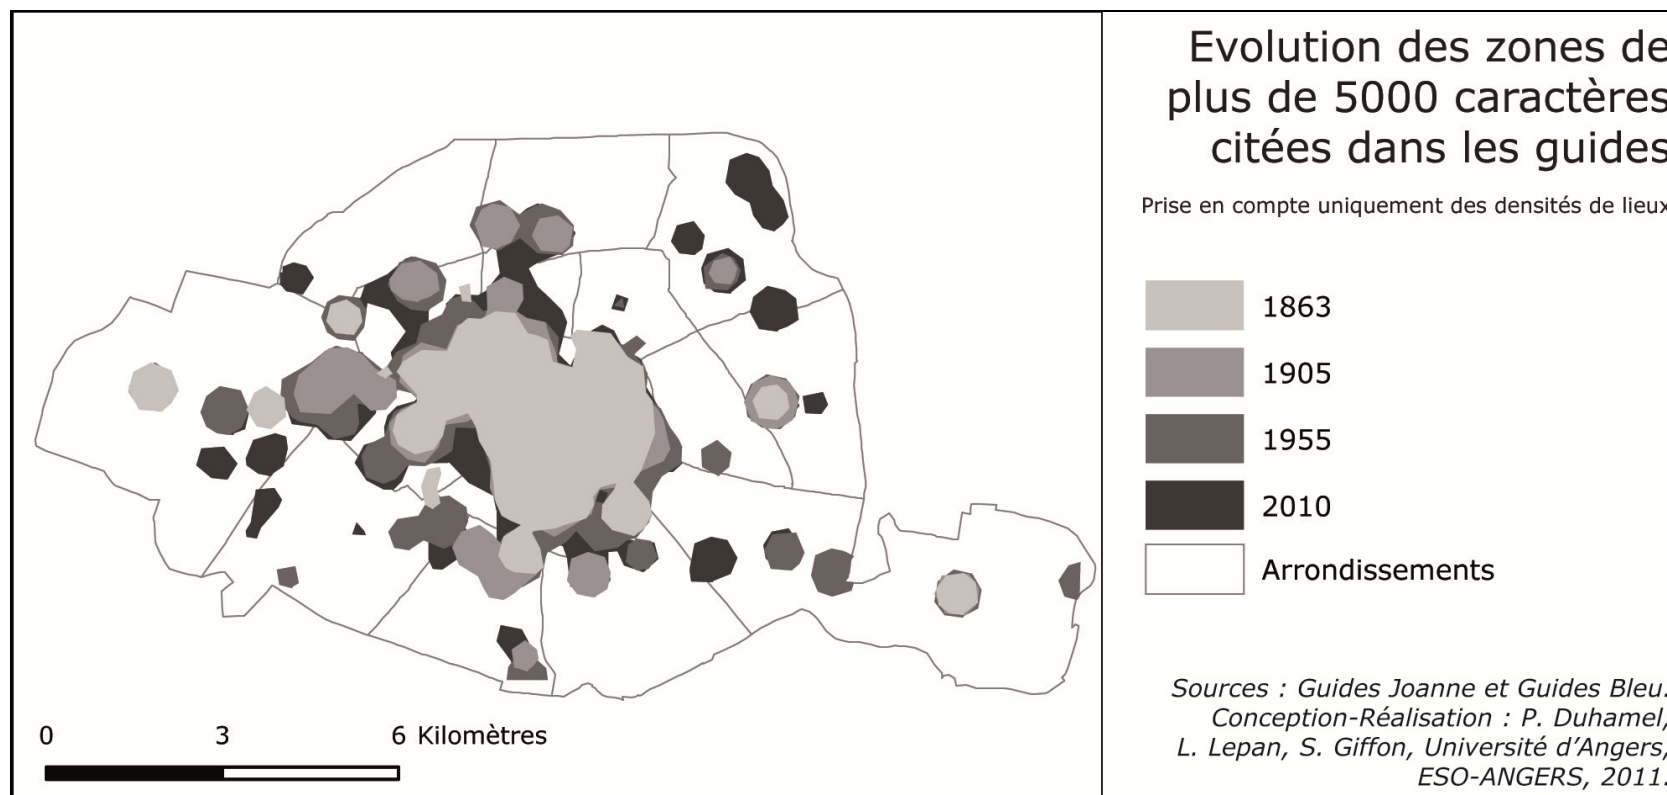 Evolution des zones de
plus de 5000 caractères
citées dans les guides
Prise en compte uniquement des densités de lieux
1863
1905
1955
2010
Arrondissements
Sources : Guides Joanne et Guides Bleu.
Conception-Réalisation : P. Duhamel,
L. Lepan, S. Giffon, Université d'Angers,
ESO-ANGERS, 2011.
0 3 6 Kilomètres